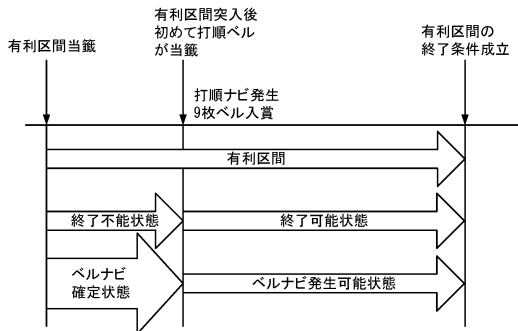 有利区間当籤
有利区間突入後
初めて打順ベル
が当籤
有利区間の
終了条件成立
打順ナビ発生
9枚ベル入賞
有利区間
終了不能状態
終了可能状態
ベルナビ
確定状態
ベルナビ発生可能状態